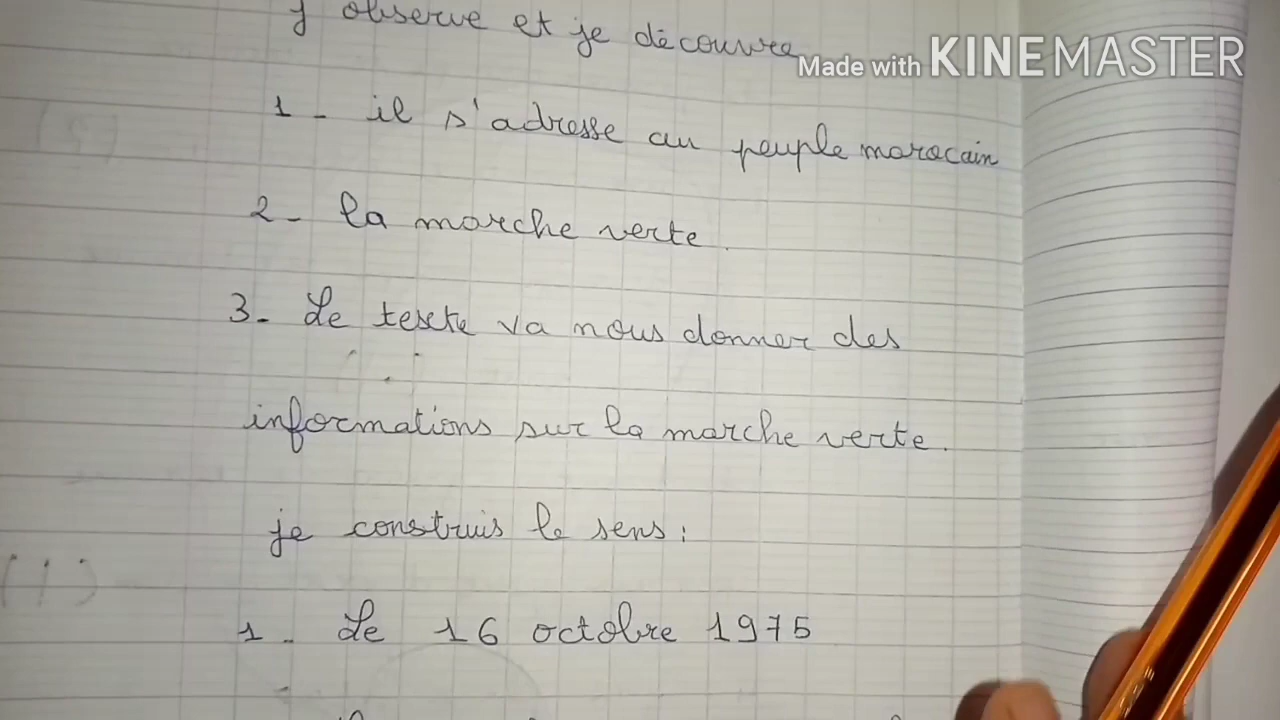 j'observe et je découvre
Made with KINEMASTER
1 - il s'adresse au peuple marocain
2 - la marche verte.
3 - Le texte va nous donner des
informations sur la marche verte.
je construis le sens :
1 - Le 16 octobre 1975